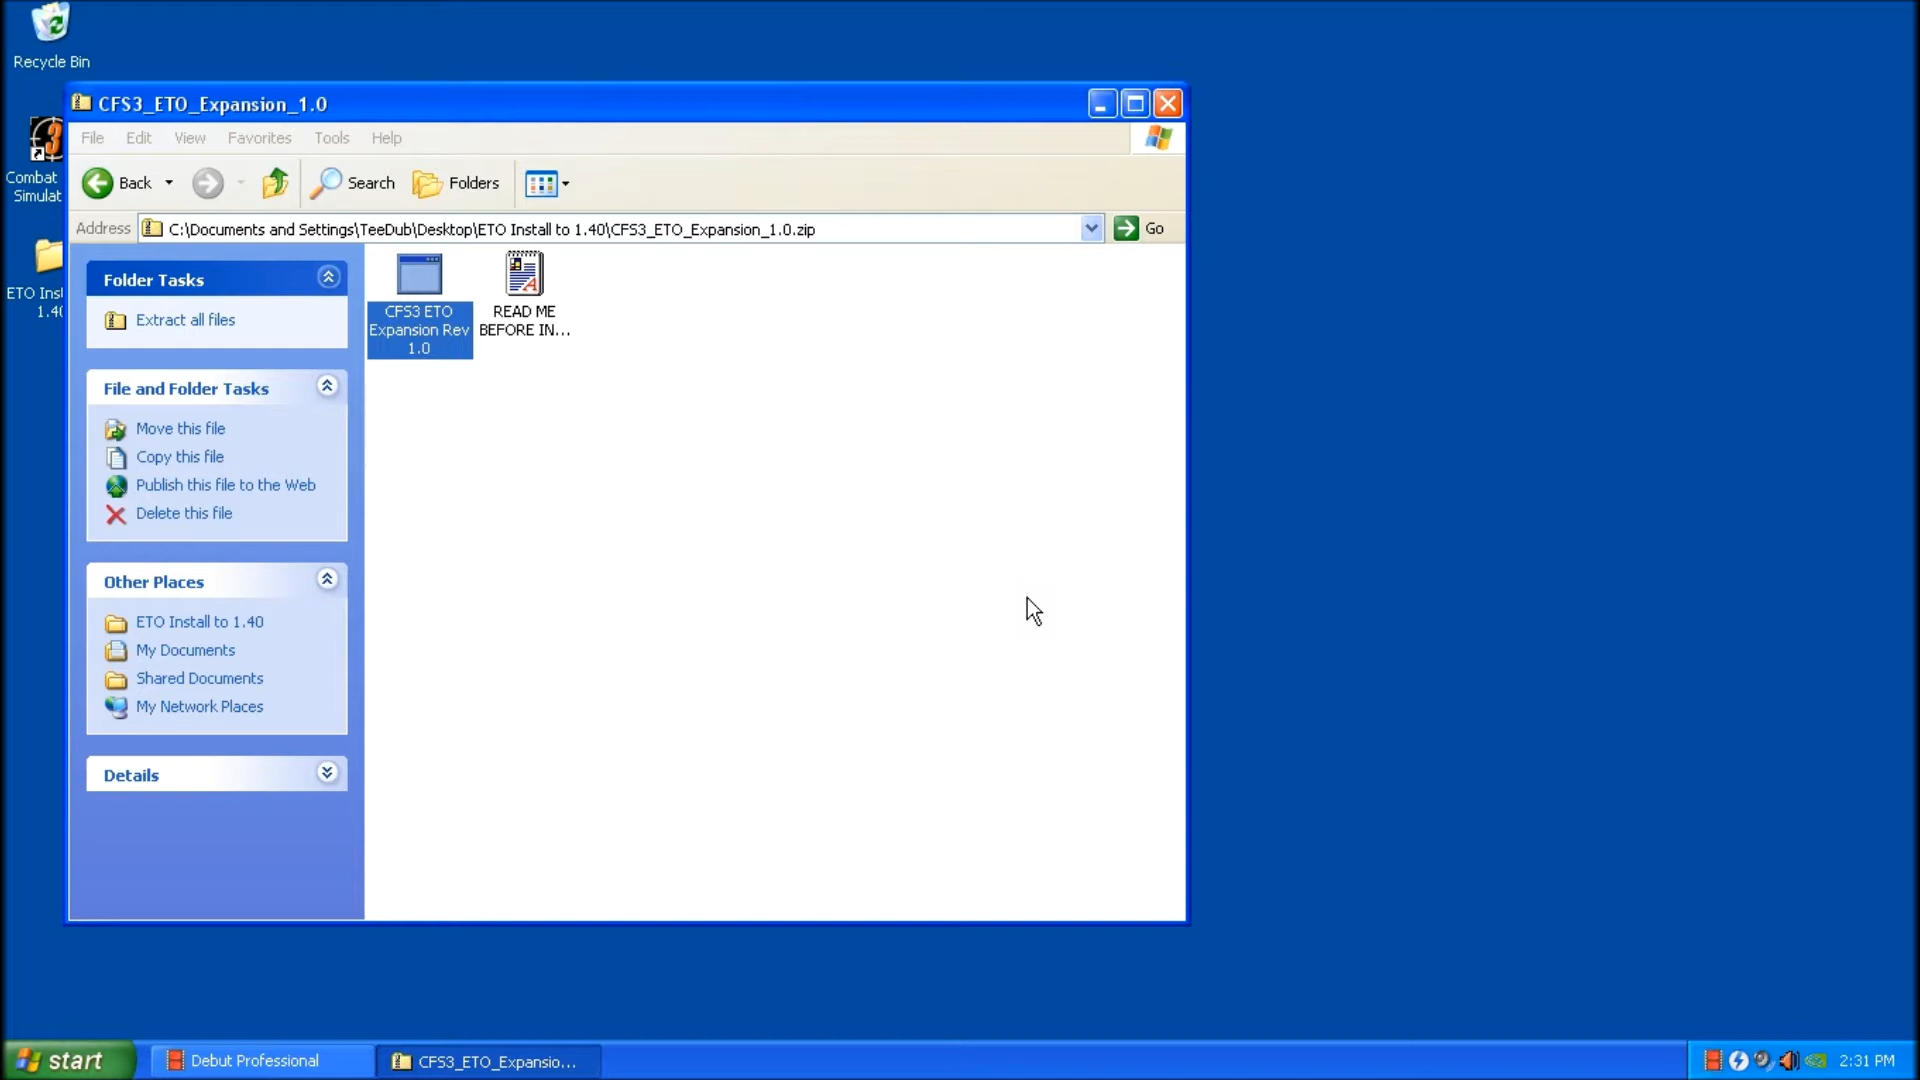 Recycle Bin
CFS3_ETO_Expansion_1.0
File Edit View Favorites Tools Help
Back Search Folders
Address C:\Documents and Settings\TeeDub\Desktop\ETO Install to 1.40\CFS3_ETO_Expansion_1.0.zip Go
Combat
Simulat
ETO Inst
1.40
Folder Tasks
Extract all files
File and Folder Tasks
Move this file
Copy this file
Publish this file to the Web
Delete this file
Other Places
ETO Install to 1.40
My Documents
Shared Documents
My Network Places
Details
CFS3 ETO
Expansion Rev
1.0
READ ME
BEFORE IN...
start Debut Professional CFS3_ETO_Expansio... 2:31 PM